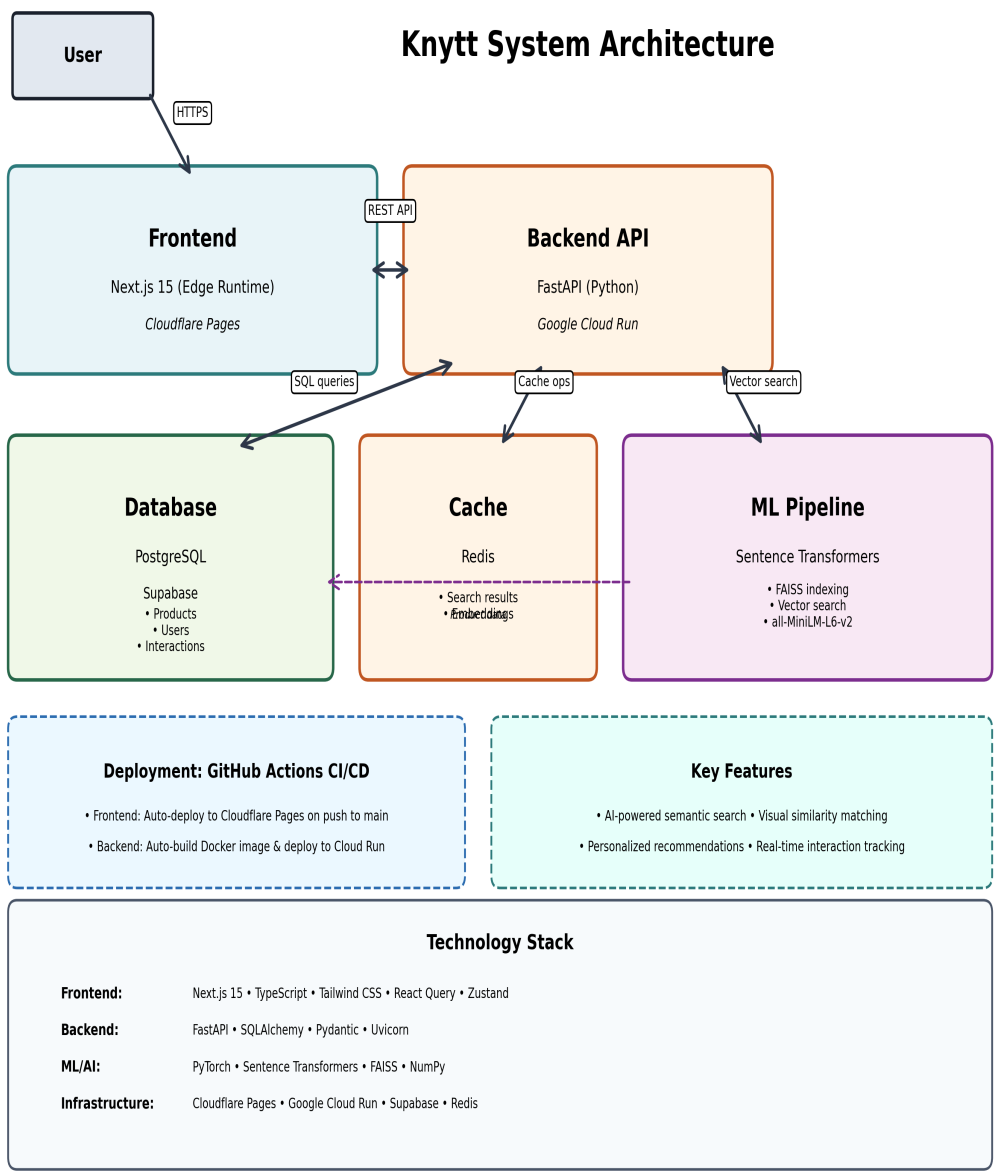 User
Knytt System Architecture
HTTPS
Frontend
Next.js 15 (Edge Runtime)
Cloudflare Pages
REST API
Backend API
FastAPI (Python)
Google Cloud Run
SQL queries
Cache ops
Vector search
Database
PostgreSQL
Supabase
• Products
• Users
• Interactions
Cache
Redis
• Search results
• Embeddings
ML Pipeline
Sentence Transformers
• FAISS indexing
• Vector search
• all-MiniLM-L6-v2
Deployment: GitHub Actions CI/CD
• Frontend: Auto-deploy to Cloudflare Pages on push to main
• Backend: Auto-build Docker image & deploy to Cloud Run
Key Features
• AI-powered semantic search • Visual similarity matching
• Personalized recommendations • Real-time interaction tracking
Technology Stack
Frontend: Next.js 15 • TypeScript • Tailwind CSS • React Query • Zustand
Backend: FastAPI • SQLAlchemy • Pydantic • Uvicorn
ML/AI: PyTorch • Sentence Transformers • FAISS • NumPy
Infrastructure: Cloudflare Pages • Google Cloud Run • Supabase • Redis